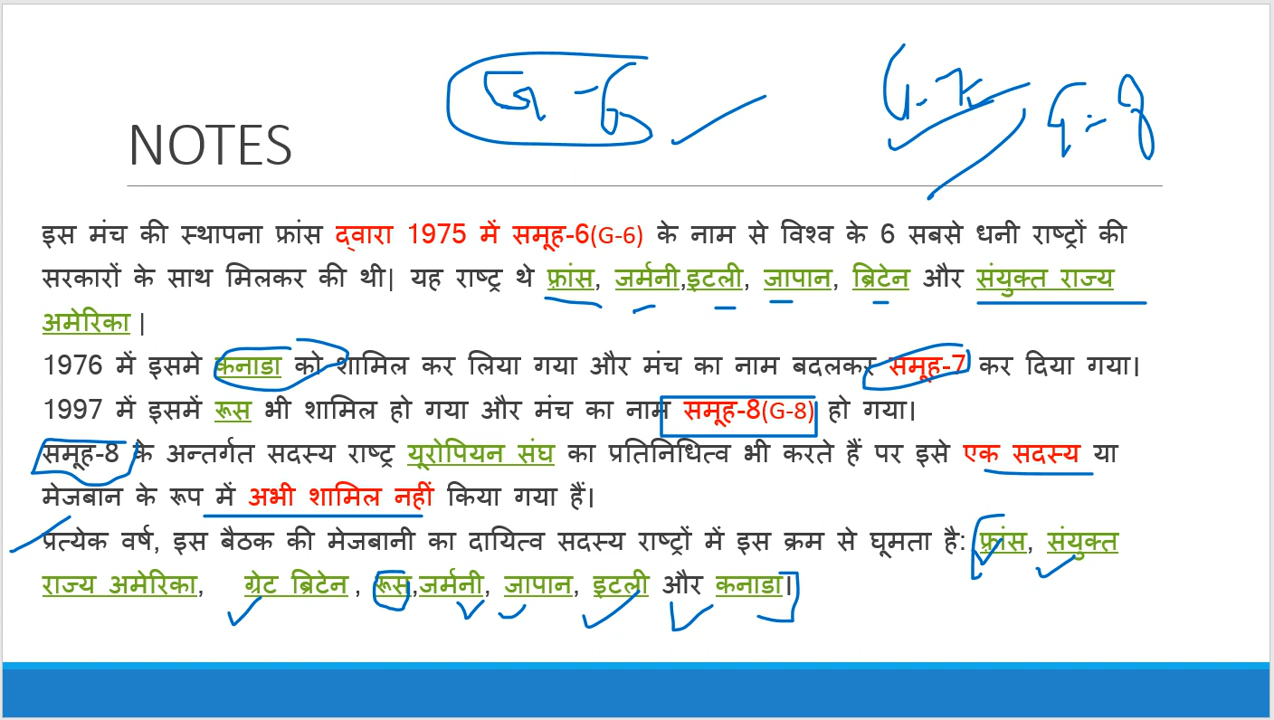 G-6 G-7 G-8
NOTES
इस मंच की स्थापना फ्रांस द्वारा 1975 में समूह-6(G-6) के नाम से विश्व के 6 सबसे धनी राष्ट्रों की
सरकारों के साथ मिलकर की थी| यह राष्ट्र थे फ्रांस, जर्मनी,इटली, जापान, ब्रिटेन और संयुक्त राज्य
अमेरिका |
1976 में इसमे कनाडा को शामिल कर लिया गया और मंच का नाम बदलकर समूह-7 कर दिया गया।
1997 में इसमें रूस भी शामिल हो गया और मंच का नाम समूह-8(G-8) हो गया।
समूह-8 के अन्तर्गत सदस्य राष्ट्र यूरोपियन संघ का प्रतिनिधित्व भी करते हैं पर इसे एक सदस्य या
मेजबान के रूप में अभी शामिल नहीं किया गया हैं।
प्रत्येक वर्ष, इस बैठक की मेजबानी का दायित्व सदस्य राष्ट्रों में इस क्रम से घूमता है: फ्रांस, संयुक्त
राज्य अमेरिका, ग्रेट ब्रिटेन , रूस,जर्मनी, जापान, इटली और कनाडा।